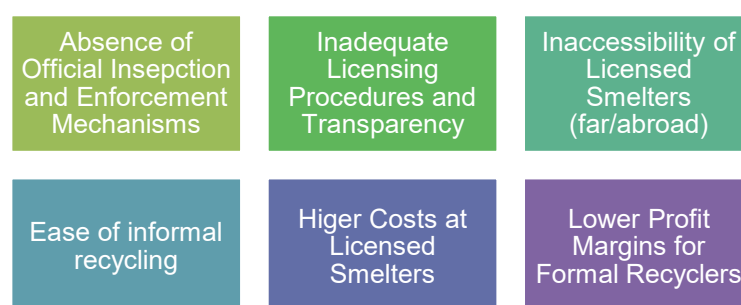 Absence of
Official Insepction
and Enforcement
Mechanisms
Inadequate
Licensing
Procedures and
Transparency
Inaccessibility of
Licensed
Smelters
(far/abroad)
Ease of informal
recycling
Higer Costs at
Licensed
Smelters
Lower Profit
Margins for
Formal Recyclers